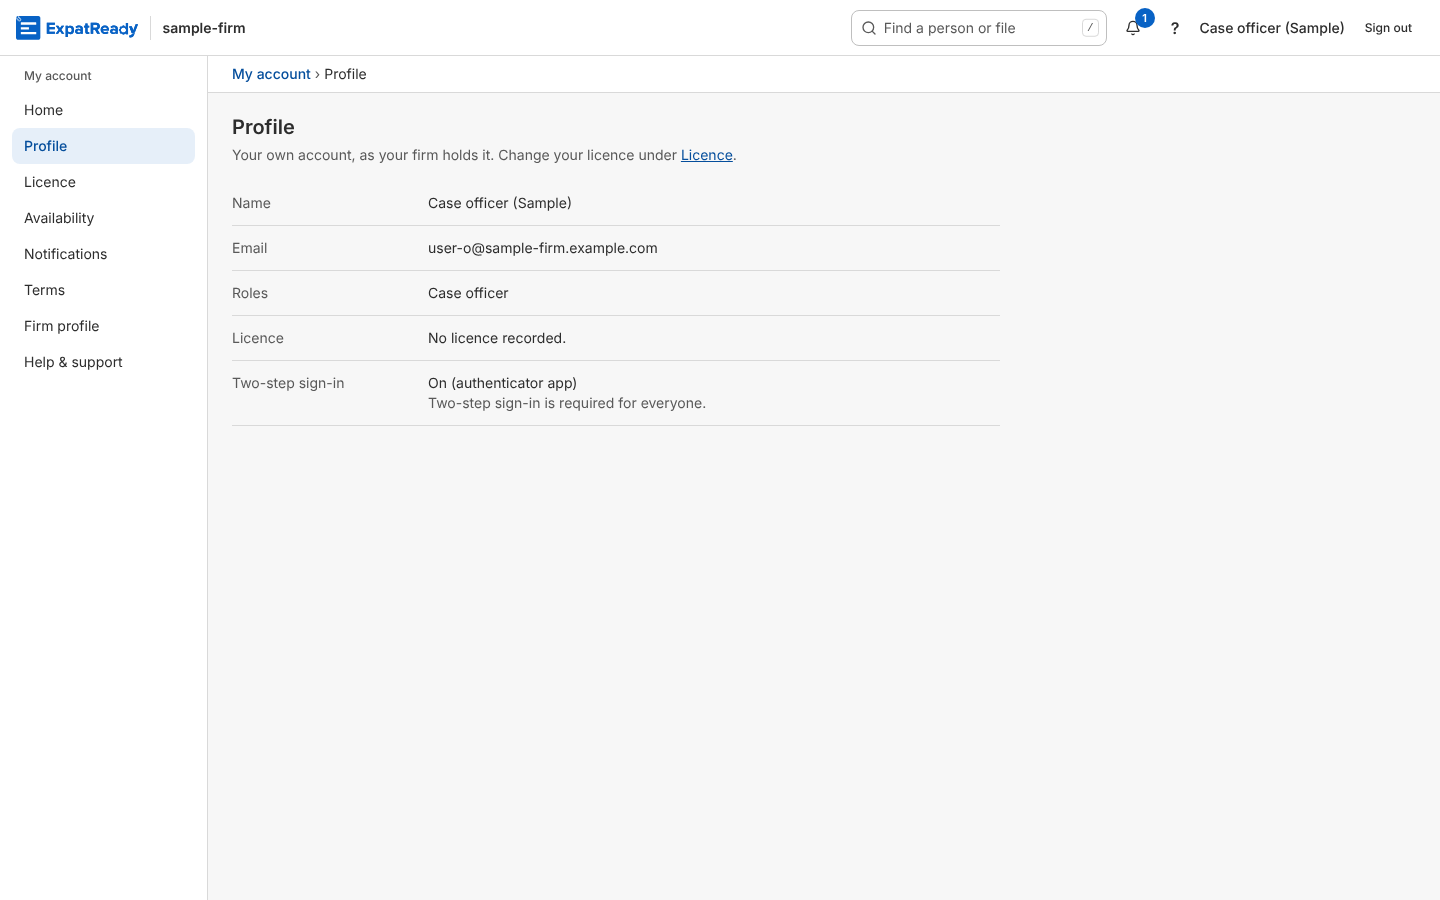 ExpatReady
sample-firm
Find a person or file
/
1
?
Case officer (Sample)
Sign out
My account
Home
Profile
Licence
Availability
Notifications
Terms
Firm profile
Help & support
My account › Profile
Profile
Your own account, as your firm holds it. Change your licence under Licence.
Name Case officer (Sample)
Email user-o@sample-firm.example.com
Roles Case officer
Licence No licence recorded.
Two-step sign-in On (authenticator app)
Two-step sign-in is required for everyone.